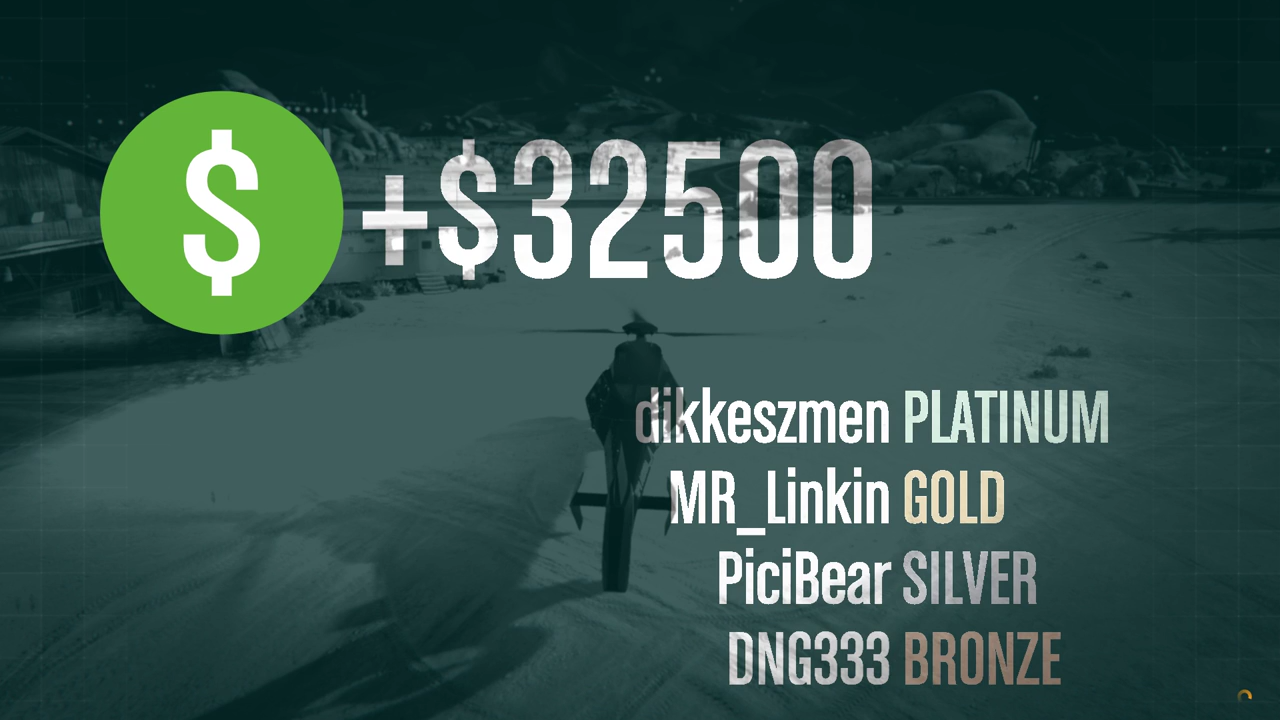 $ +$32500
dikkeszmen PLATINUM
MR_Linkin GOLD
PiciBear SILVER
DNG333 BRONZE